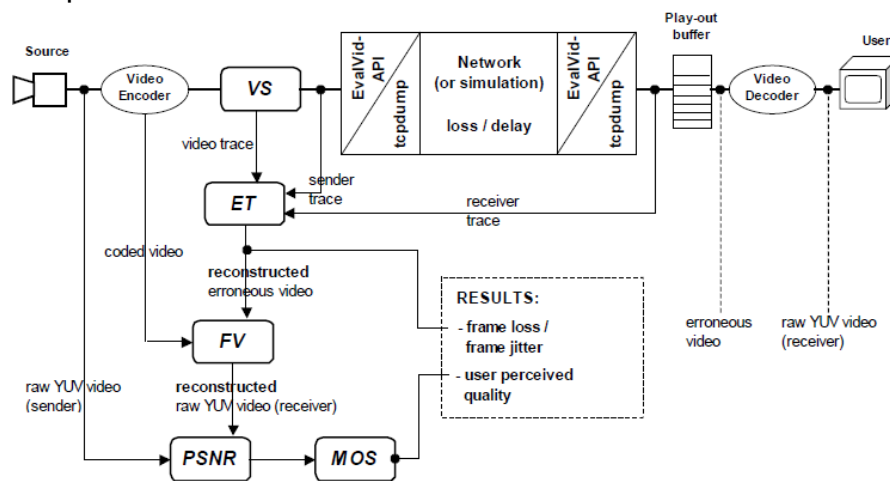 Source
Video
Encoder
VS
EvalVid-
API
tcpdump
Network
(or simulation)
loss / delay
EvalVid-
API
tcpdump
Play-out
buffer
Video
Decoder
User
video trace
sender
trace
ET
receiver
trace
coded video
reconstructed
erroneous video
RESULTS:
- frame loss /
frame jitter
- user perceived
quality
erroneous
video
raw YUV video
(receiver)
FV
raw YUV video
(sender)
reconstructed
raw YUV video (receiver)
PSNR
MOS